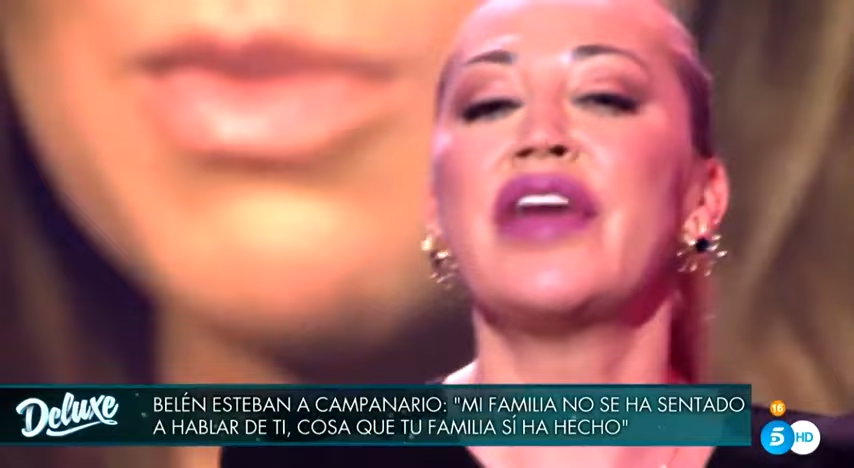 Deluxe
BELÉN ESTEBAN A CAMPANARIO: "MI FAMILIA NO SE HA SENTADO
A HABLAR DE TI, COSA QUE TU FAMILIA SÍ HA HECHO"
16
5 HD